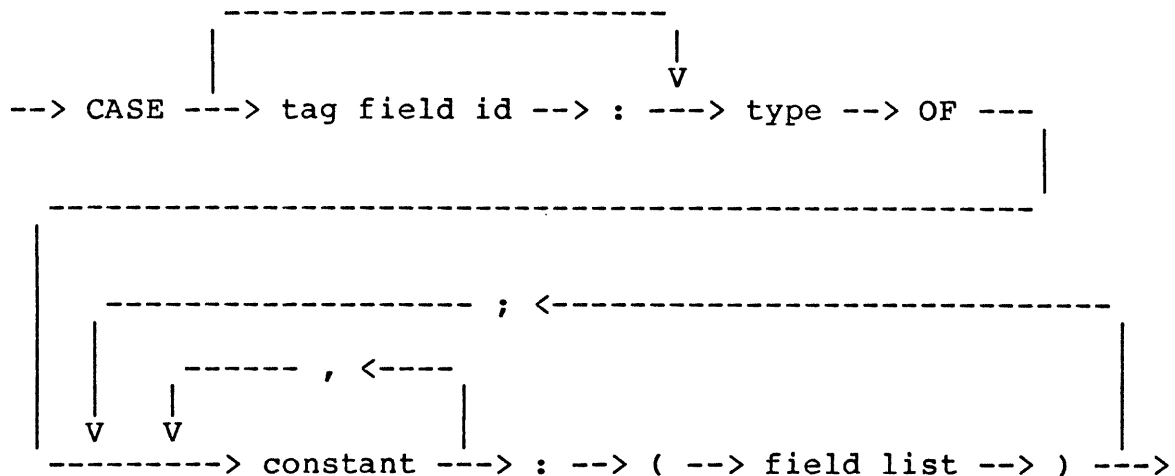 --> CASE ---> tag field id --> : ---> type --> OF ---
; <
, <
---------> constant ---> : --> ( --> field list --> ) --->